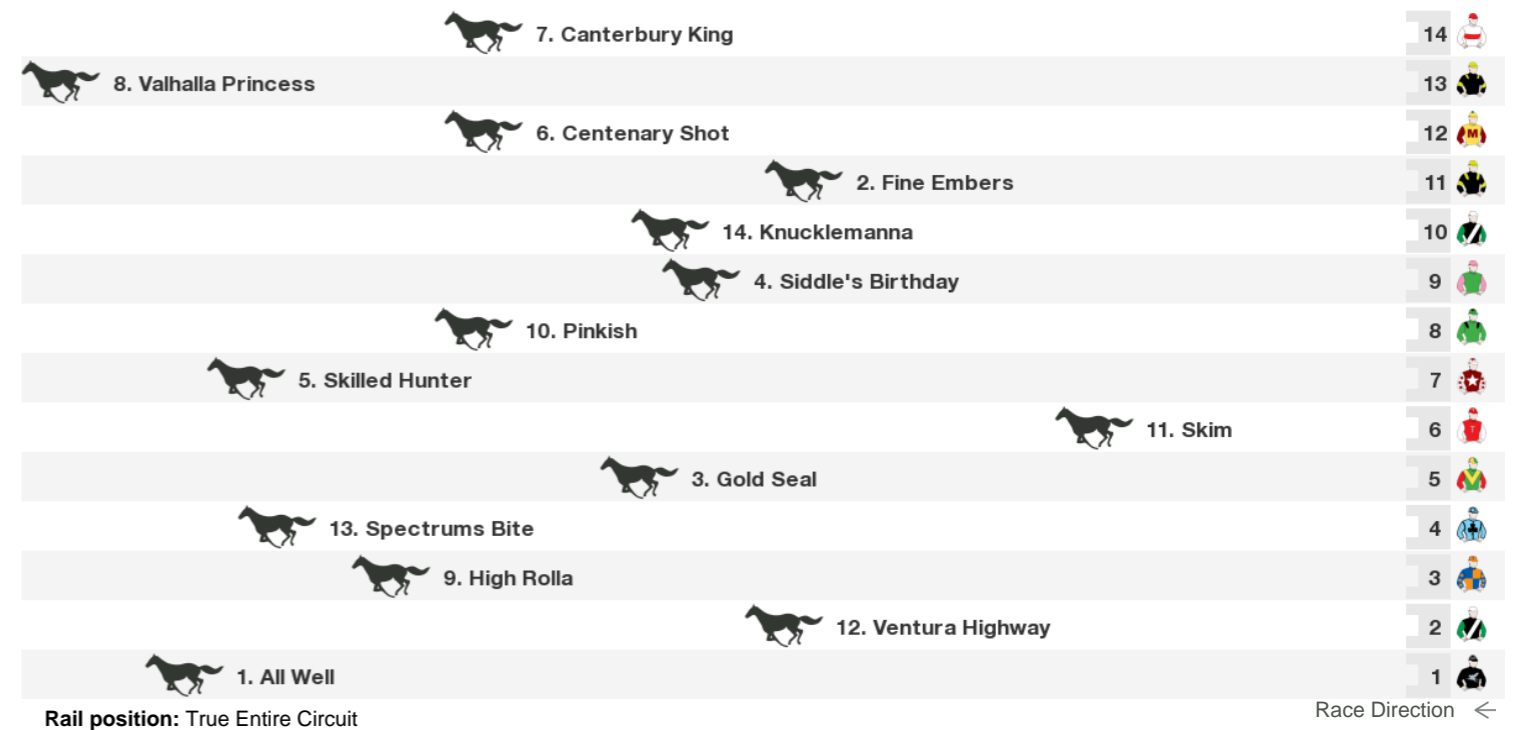 7. Canterbury King 14
8. Valhalla Princess 13
6. Centenary Shot 12 M
2. Fine Embers 11
14. Knucklemanna 10
4. Siddle's Birthday 9
10. Pinkish 8
5. Skilled Hunter 7
11. Skim 6 T
3. Gold Seal 5
13. Spectrums Bite 4
9. High Rolla 3
12. Ventura Highway 2
1. All Well 1
Rail position: True Entire Circuit
Race Direction ←